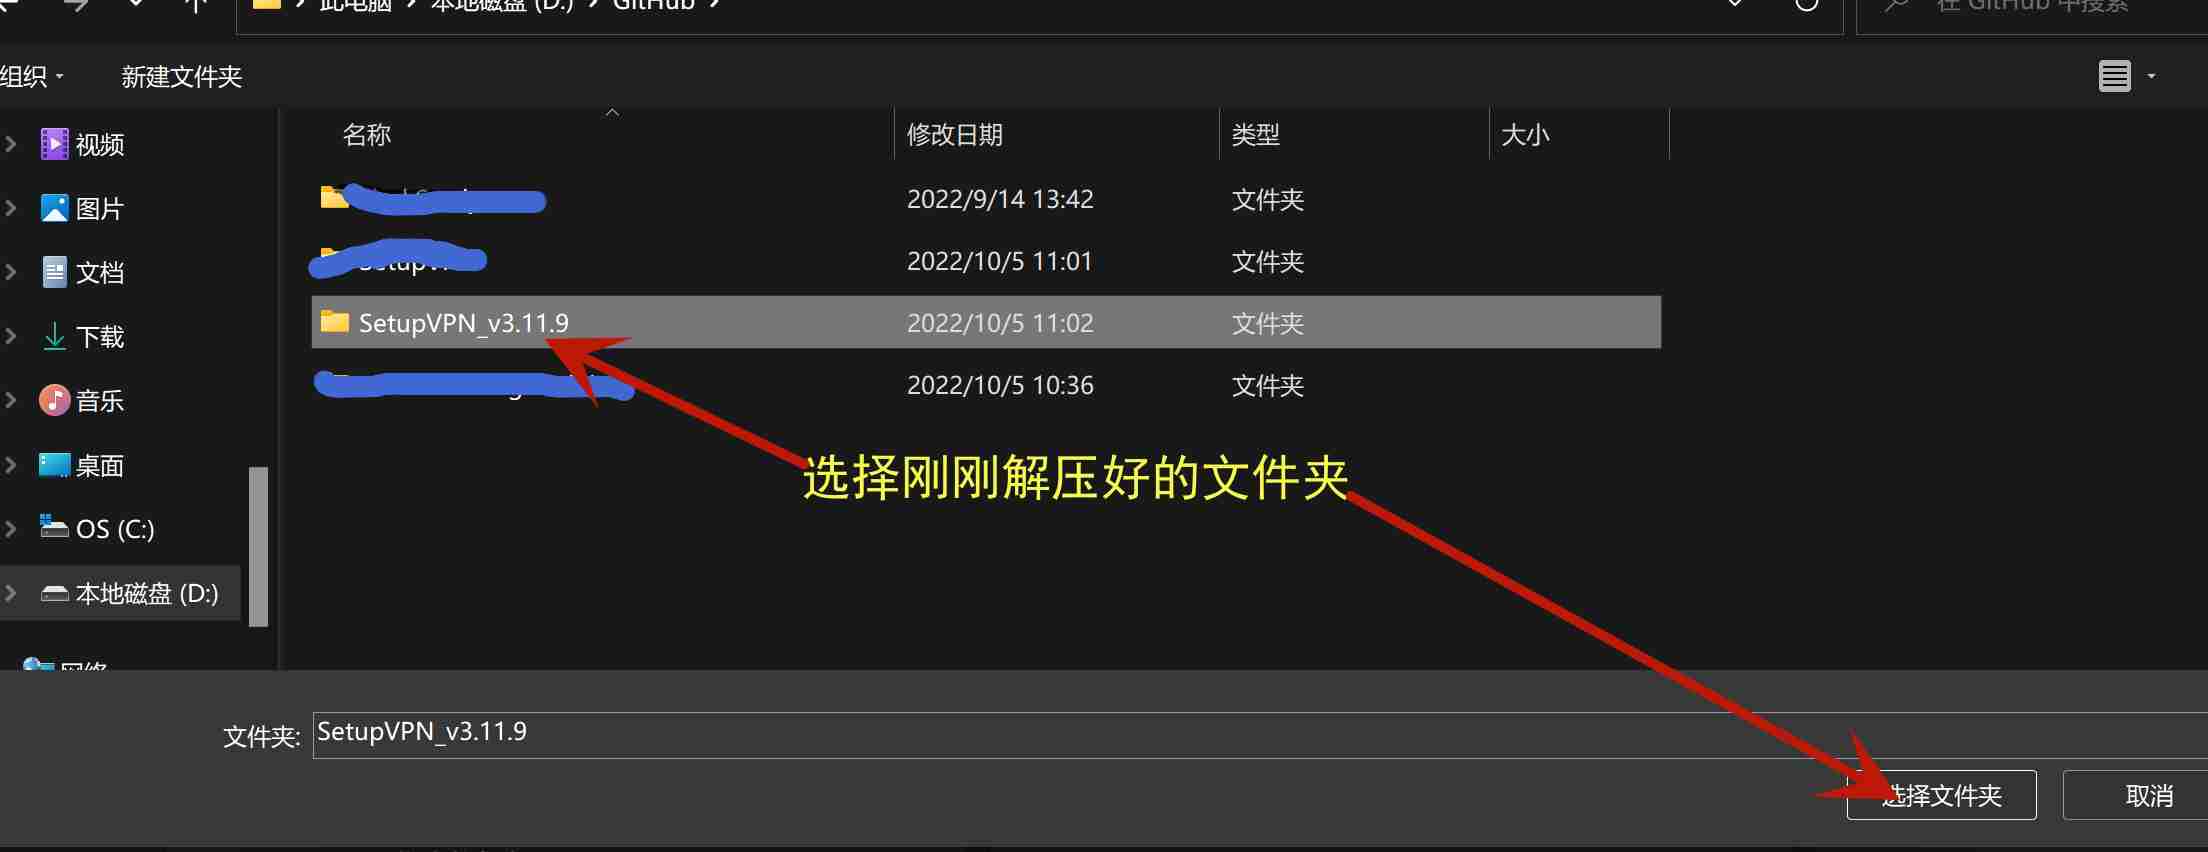 此电脑 本地磁盘 (D:) GitHub 在 GitHub 中搜索
组织 新建文件夹
名称 修改日期 类型 大小
视频
图片
文档
下载
音乐
桌面
OS (C:)
本地磁盘 (D:)
网络
2022/9/14 13:42 文件夹
2022/10/5 11:01 文件夹
SetupVPN_v3.11.9 2022/10/5 11:02 文件夹
2022/10/5 10:36 文件夹
选择刚刚解压好的文件夹
文件夹: SetupVPN_v3.11.9
选择文件夹 取消